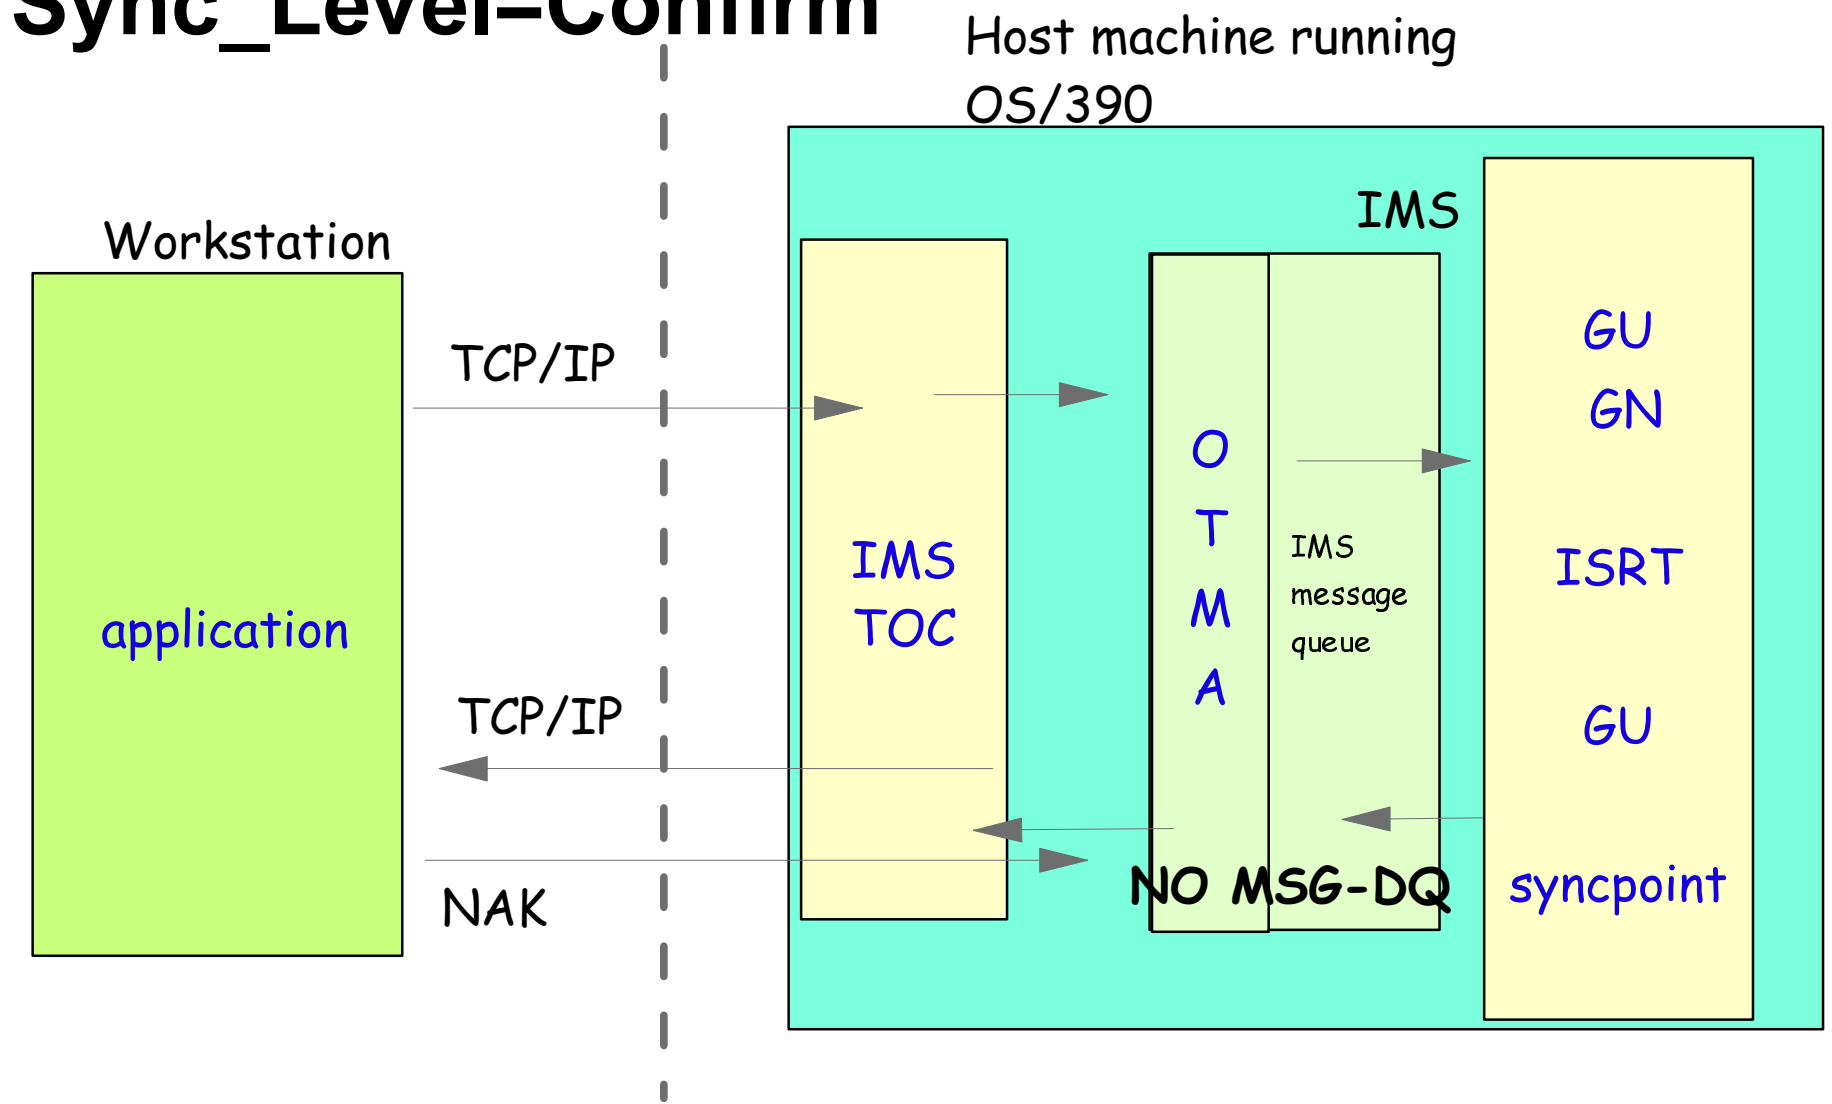 Sync_Level=Confirm
Host machine running
OS/390
Workstation
application
TCP/IP
TCP/IP
NAK
IMS
TOC
O
T
M
A
IMS
message
queue
NO MSG-DQ
IMS
GU
GN
ISRT
GU
syncpoint